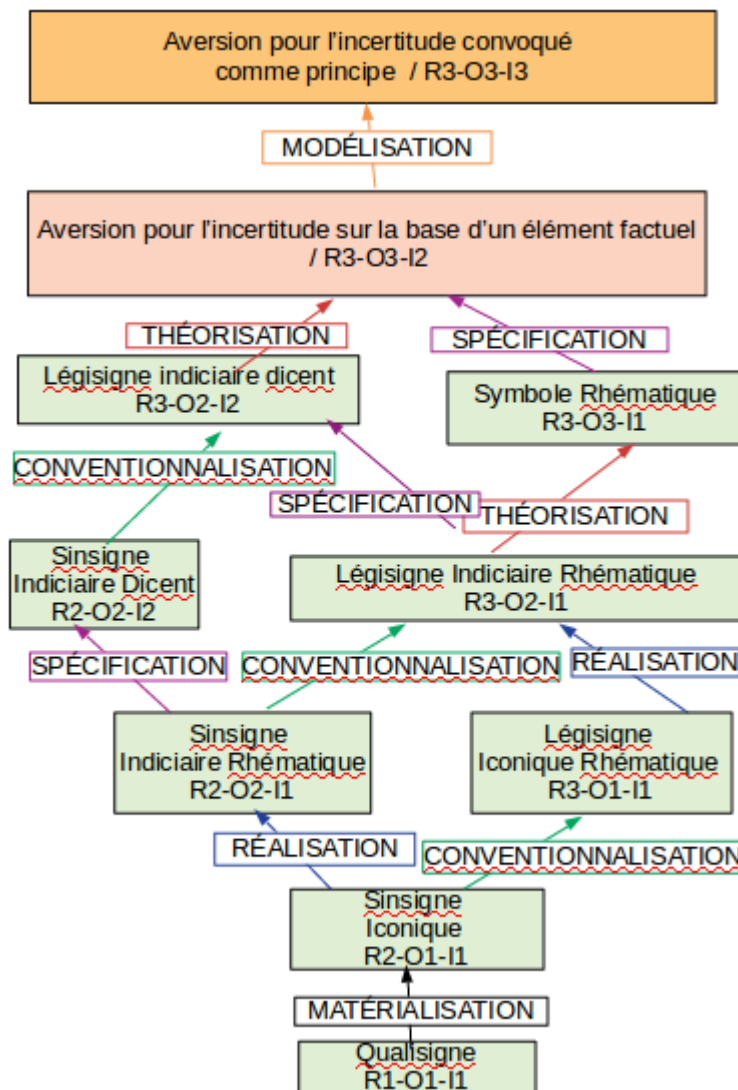 Aversion pour l'incertitude convoqué
comme principe / R3-O3-I3
MODÉLISATION
Aversion pour l'incertitude sur la base d'un élément factuel
/ R3-O3-I2
THÉORISATION
SPÉCIFICATION
Légisigne indiciaire dicent
R3-O2-I2
Symbole Rhématique
R3-O3-I1
CONVENTIONNALISATION
SPÉCIFICATION
THÉORISATION
Sinsigne
Indiciaire Dicent
R2-O2-I2
Légisigne Indiciaire Rhématique
R3-O2-I1
SPÉCIFICATION
CONVENTIONNALISATION
RÉALISATION
Sinsigne
Indiciaire Rhématique
R2-O2-I1
Légisigne
Iconique Rhématique
R3-O1-I1
RÉALISATION
CONVENTIONNALISATION
Sinsigne
Iconique
R2-O1-I1
MATÉRIALISATION
Qualisigne
R1-O1-I1